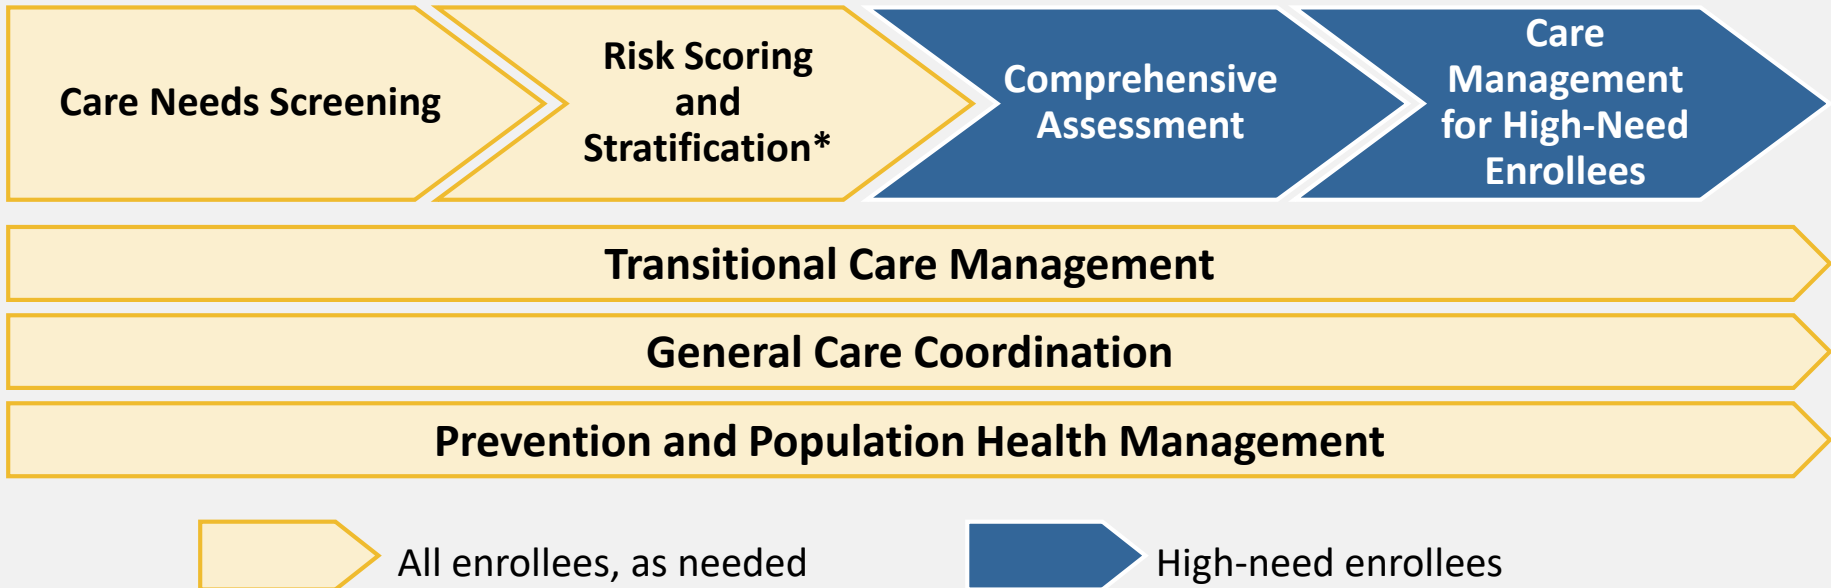 Care Needs Screening
Risk Scoring
and
Stratification*
Comprehensive
Assessment
Care
Management
for High-Need
Enrollees
Transitional Care Management
General Care Coordination
Prevention and Population Health Management
All enrollees, as needed
High-need enrollees